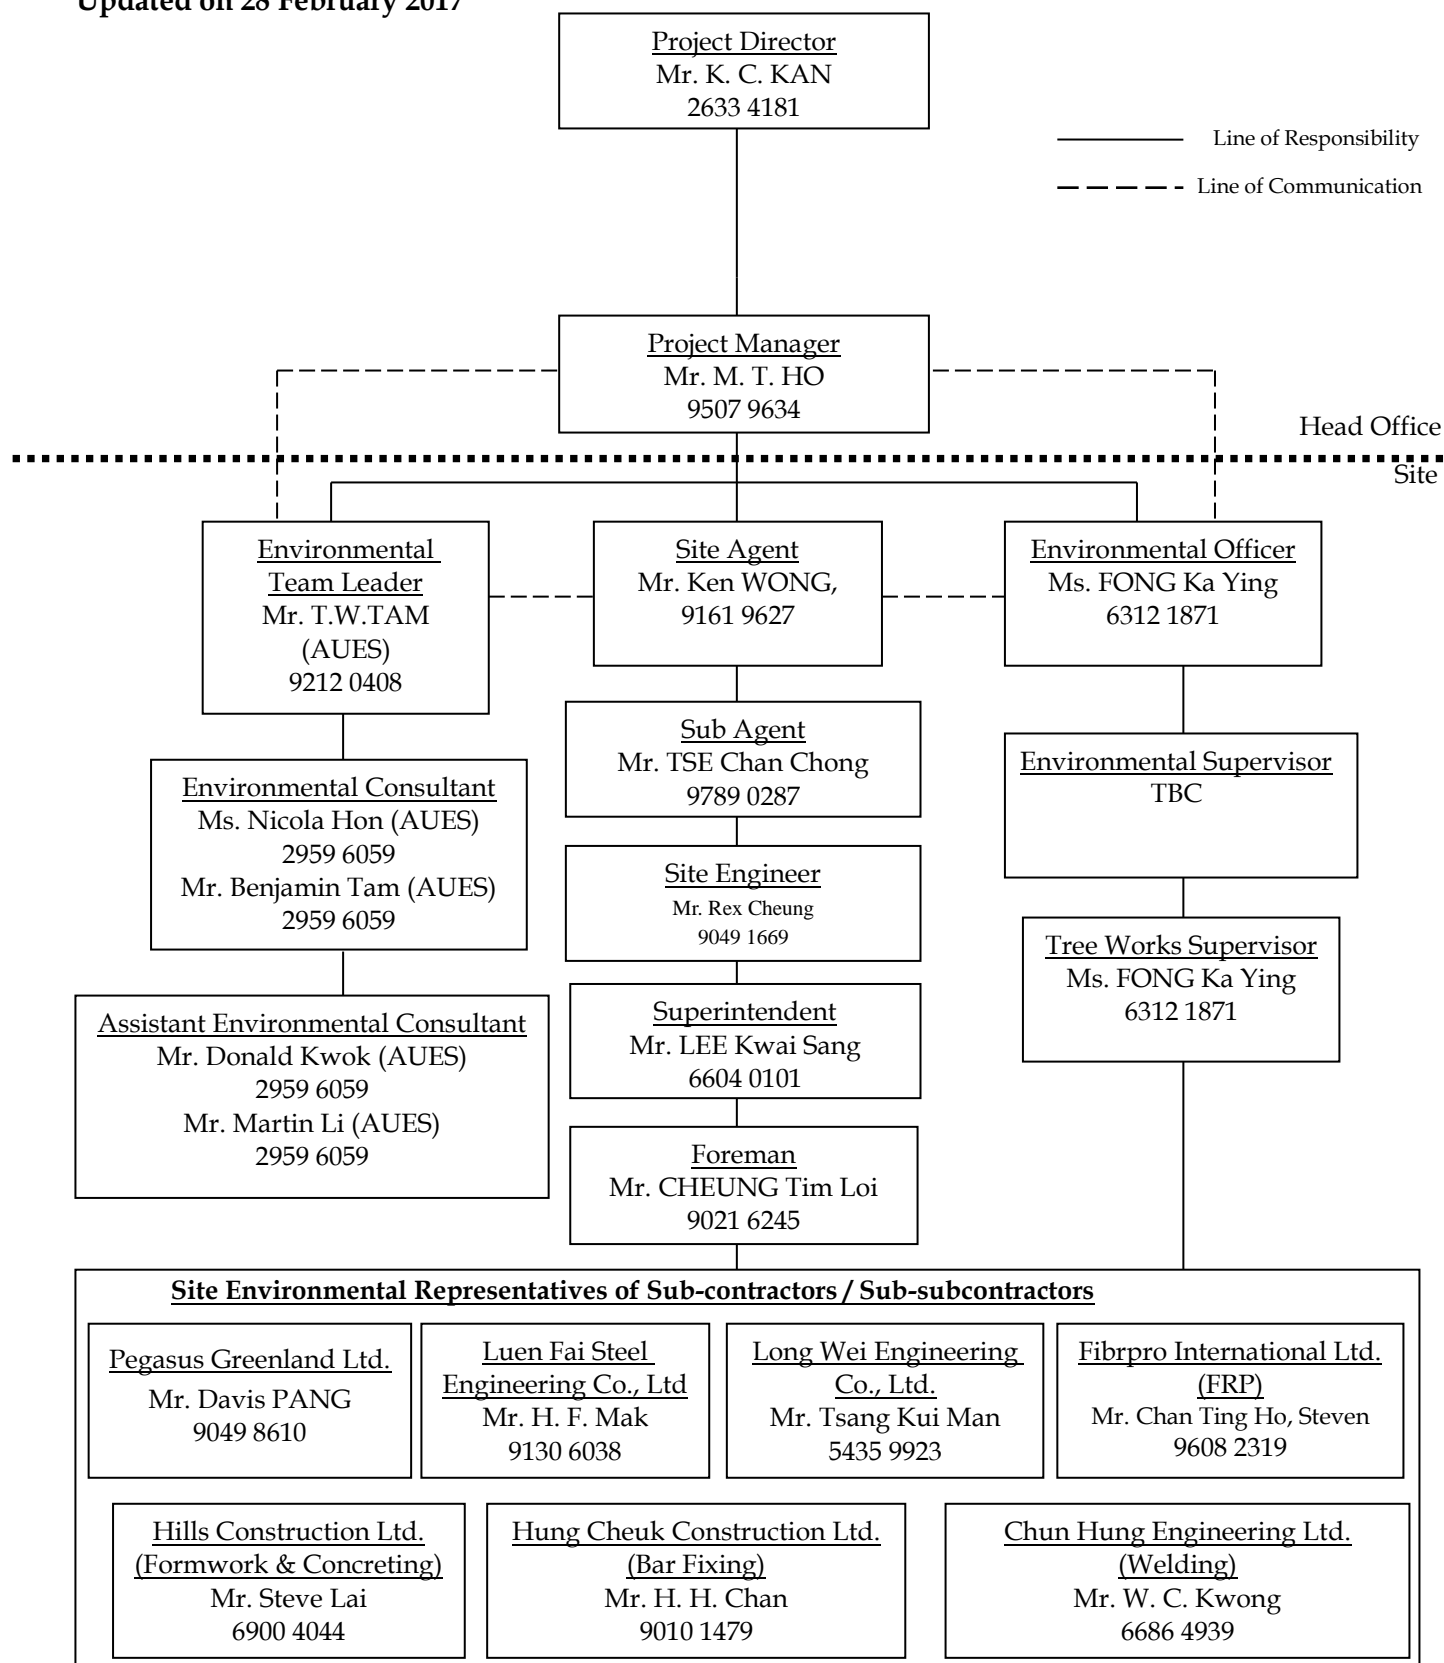 Updated on 28 February 2017
Project Director
Mr. K. C. KAN
2633 4181
Line of Responsibility
Line of Communication
Project Manager
Mr. M. T. HO
9507 9634
Head Office
Site
Environmental
Team Leader
Mr. T.W.TAM
(AUES)
9212 0408
Site Agent
Mr. Ken WONG,
9161 9627
Environmental Officer
Ms. FONG Ka Ying
6312 1871
Sub Agent
Mr. TSE Chan Chong
9789 0287
Environmental Supervisor
TBC
Environmental Consultant
Ms. Nicola Hon (AUES)
2959 6059
Mr. Benjamin Tam (AUES)
2959 6059
Site Engineer
Mr. Rex Cheung
9049 1669
Tree Works Supervisor
Ms. FONG Ka Ying
6312 1871
Assistant Environmental Consultant
Mr. Donald Kwok (AUES)
2959 6059
Mr. Martin Li (AUES)
2959 6059
Superintendent
Mr. LEE Kwai Sang
6604 0101
Foreman
Mr. CHEUNG Tim Loi
9021 6245
Site Environmental Representatives of Sub-contractors / Sub-subcontractors
Pegasus Greenland Ltd.
Mr. Davis PANG
9049 8610
Luen Fai Steel
Engineering Co., Ltd
Mr. H. F. Mak
9130 6038
Long Wei Engineering
Co., Ltd.
Mr. Tsang Kui Man
5435 9923
Fibrpro International Ltd.
(FRP)
Mr. Chan Ting Ho, Steven
9608 2319
Hills Construction Ltd.
(Formwork & Concreting)
Mr. Steve Lai
6900 4044
Hung Cheuk Construction Ltd.
(Bar Fixing)
Mr. H. H. Chan
9010 1479
Chun Hung Engineering Ltd.
(Welding)
Mr. W. C. Kwong
6686 4939